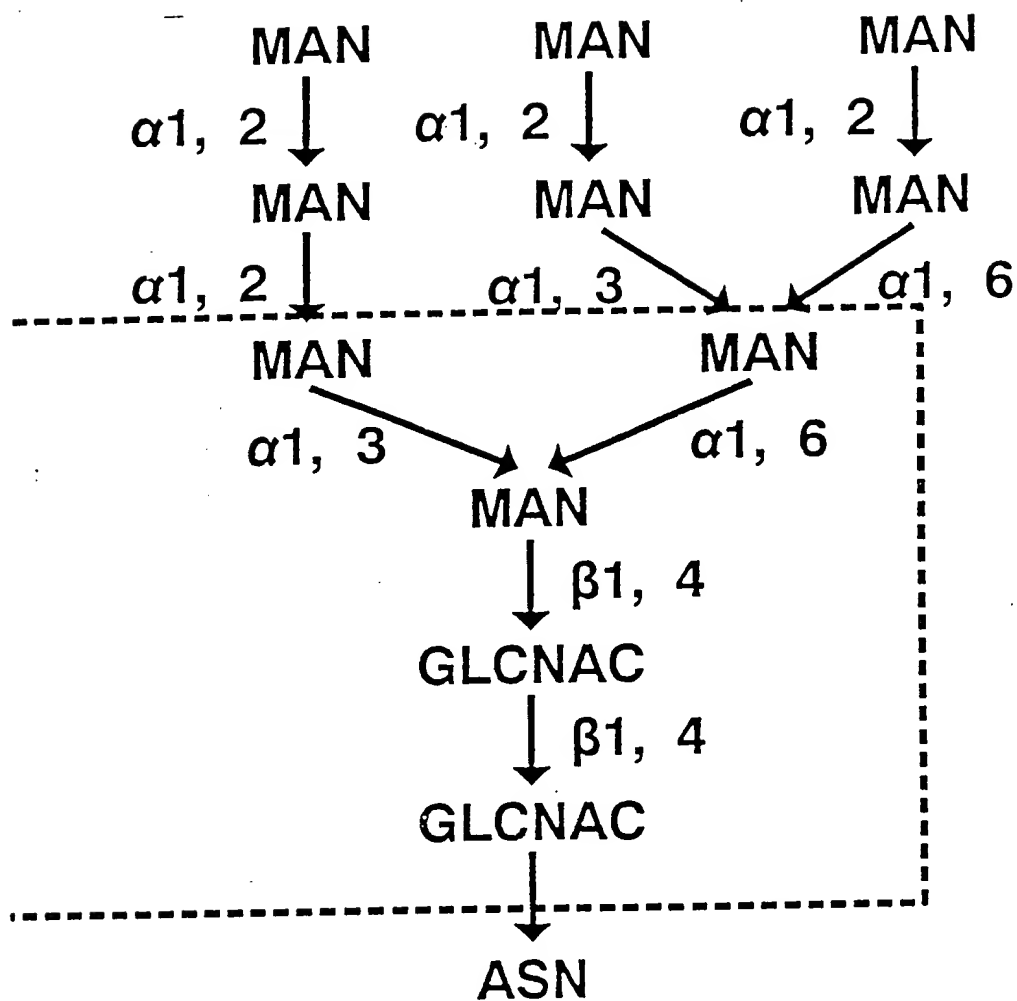 MAN MAN MAN
α1, 2 α1, 2 α1, 2
MAN MAN MAN
α1, 2 α1, 3 α1, 6
MAN MAN
α1, 3 α1, 6
MAN
β1, 4
GLCNAC
β1, 4
GLCNAC
ASN